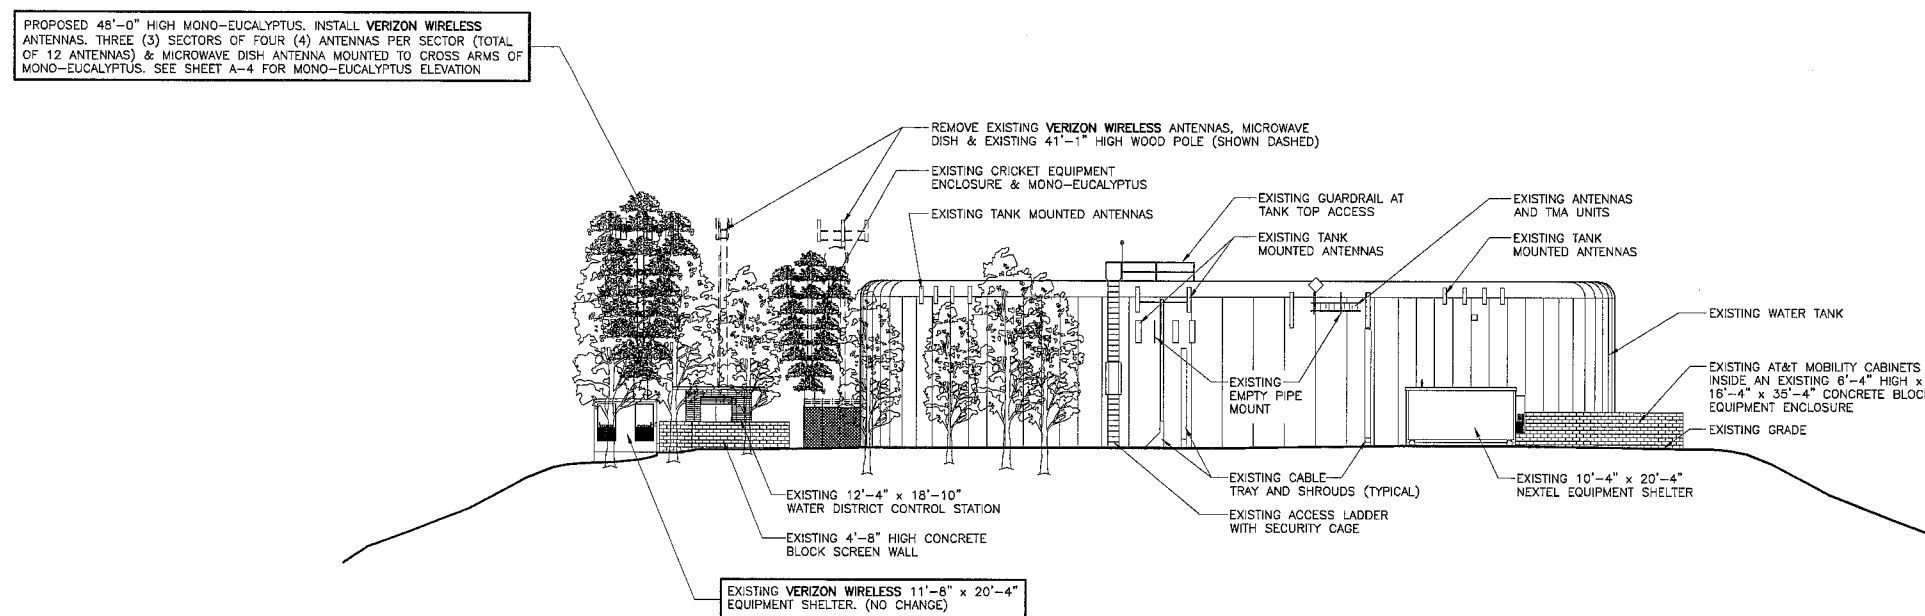 PROPOSED 48'-0" HIGH MONO-EUCALYPTUS. INSTALL VERIZON WIRELESS
ANTENNAS. THREE (3) SECTORS OF FOUR (4) ANTENNAS PER SECTOR (TOTAL
OF 12 ANTENNAS) & MICROWAVE DISH ANTENNA MOUNTED TO CROSS ARMS OF
MONO-EUCALYPTUS. SEE SHEET A-4 FOR MONO-EUCALYPTUS ELEVATION
REMOVE EXISTING VERIZON WIRELESS ANTENNAS, MICROWAVE
DISH & EXISTING 41'-1" HIGH WOOD POLE (SHOWN DASHED)
EXISTING CRICKET EQUIPMENT
ENCLOSURE & MONO-EUCALYPTUS
EXISTING TANK MOUNTED ANTENNAS
EXISTING GUARDRAIL AT
TANK TOP ACCESS
EXISTING TANK
MOUNTED ANTENNAS
EXISTING ANTENNAS
AND TMA UNITS
EXISTING TANK
MOUNTED ANTENNAS
EXISTING WATER TANK
EXISTING
EMPTY PIPE
MOUNT
EXISTING AT&T MOBILITY CABINETS
INSIDE AN EXISTING 6'-4" HIGH x
16'-4" x 35'-4" CONCRETE BLOCK
EQUIPMENT ENCLOSURE
EXISTING GRADE
EXISTING 12'-4" x 18'-10"
WATER DISTRICT CONTROL STATION
EXISTING CABLE
TRAY AND SHROUDS (TYPICAL)
EXISTING 10'-4" x 20'-4"
NEXTEL EQUIPMENT SHELTER
EXISTING ACCESS LADDER
WITH SECURITY CAGE
EXISTING 4'-8" HIGH CONCRETE
BLOCK SCREEN WALL
EXISTING VERIZON WIRELESS 11'-8" x 20'-4"
EQUIPMENT SHELTER. (NO CHANGE)